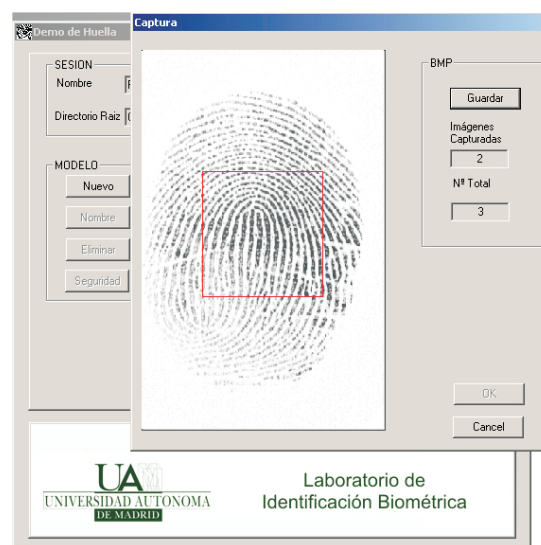 Demo de Huella
Captura
SESION
Nombre
Directorio Raiz
MODELO
Nuevo
Nombre
Eliminar
Seguridad
BMP
Guardar
Imágenes
Capturadas
2
Nº Total
3
OK
Cancel
UA
UNIVERSIDAD AUTONOMA
DE MADRID
Laboratorio de
Identificación Biométrica